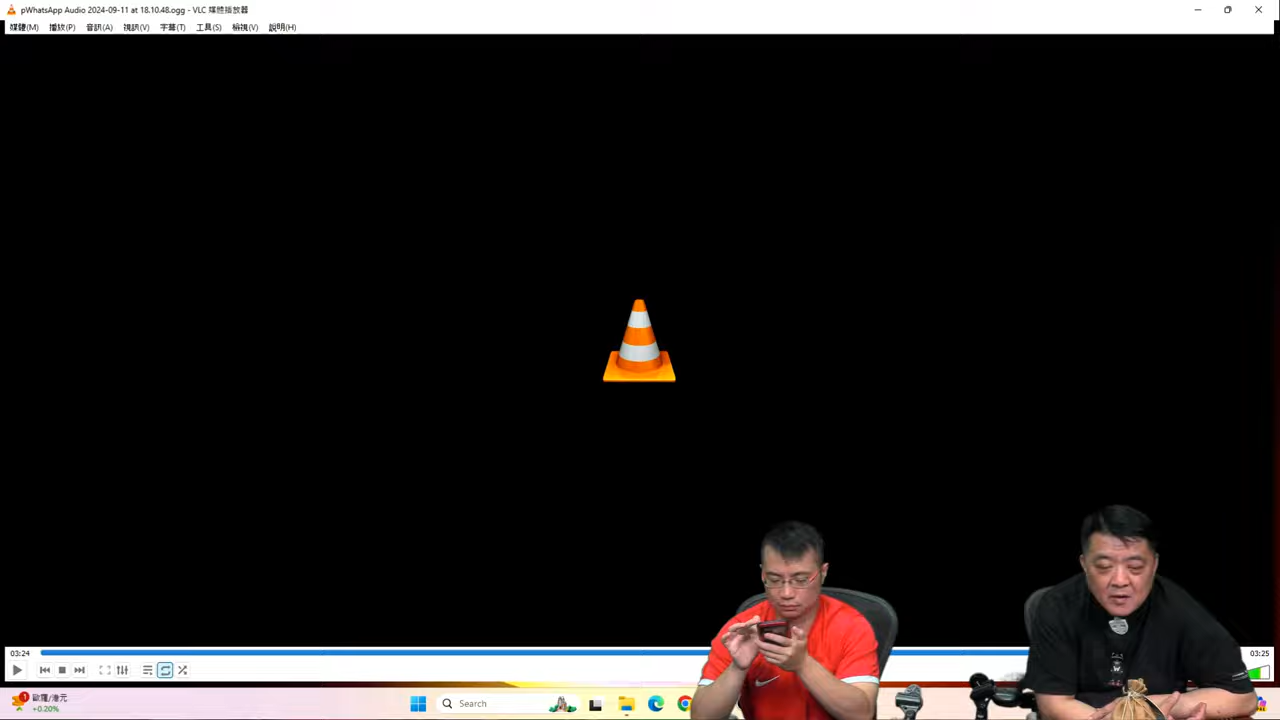 pWhatsApp Audio 2024-09-11 at 18.10.48.ogg - VLC 媒體播放器
媒體(M) 播放(P) 音訊(A) 視訊(V) 字幕(T) 工具(S) 檢視(V) 說明(H)
03:24
03:25
1
歐羅/港元
+0.20%
Search